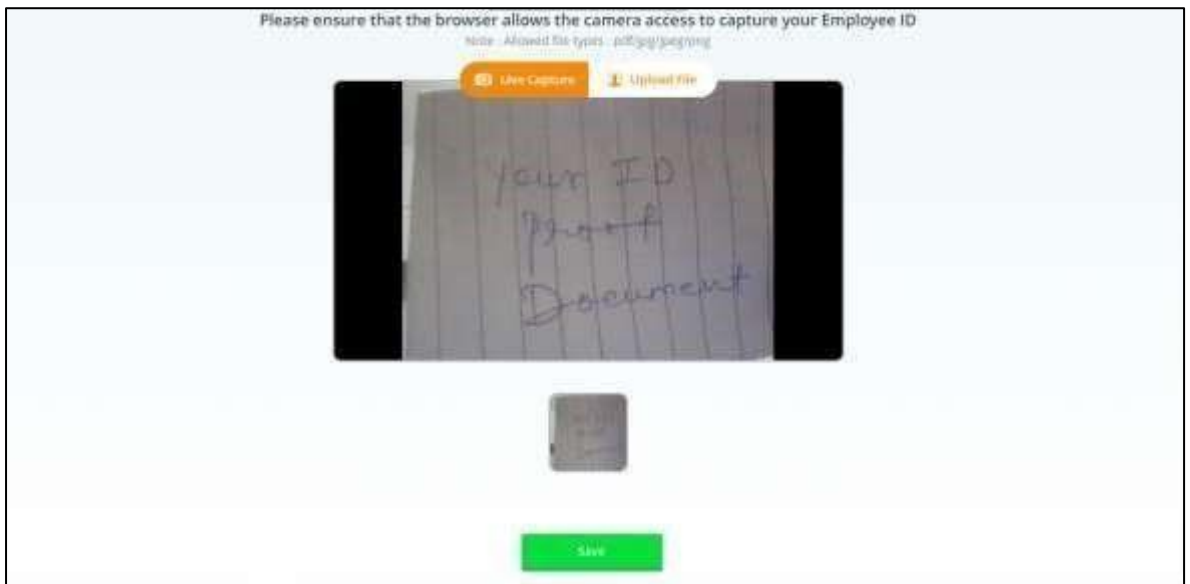 Please ensure that the browser allows the camera access to capture your Employee ID
Note : Allowed file types : pdf/jpg/jpeg/png
Live Capture
Upload File
your ID
Proof
Document
Save